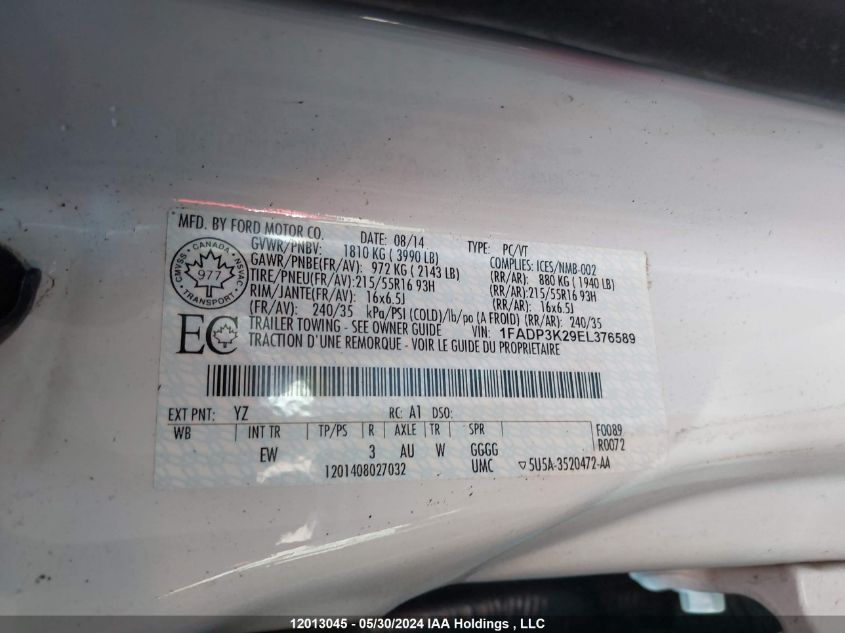 MFD. BY FORD MOTOR CO. DATE: 08/14 TYPE: PC/VT
GVWR/PNBV: 1810 KG ( 3990 LB) COMPLIES: ICES/NMB-002
GAWR/PNBE(FR/AV): 972 KG ( 2143 LB) (RR/AR): 880 KG ( 1940 LB)
TIRE/PNEU(FR/AV):215/55R16 93H (RR/AR):215/55R16 93H
RIM/JANTE(FR/AV): 16x6.5J (RR/AR): 16x6.5J
(FR/AV): 240/35 kPa/PSI (COLD)/lb/po (A FROID) (RR/AR): 240/35
TRAILER TOWING - SEE OWNER GUIDE VIN: 1FADP3K29EL376589
TRACTION D'UNE REMORQUE - VOIR LE GUIDE DU PROPRIETAIRE
CANADA
CMVSS NSVAC
977
TRANSPORT
EC
EXT PNT: YZ RC: A1 DSO:
WB INT TR TP/PS R AXLE TR SPR F0089
R0072
EW 3 AU W GGGG
1201408027032 UMC ▽5U5A-3520472-AA
12013045 - 05/30/2024 IAA Holdings , LLC